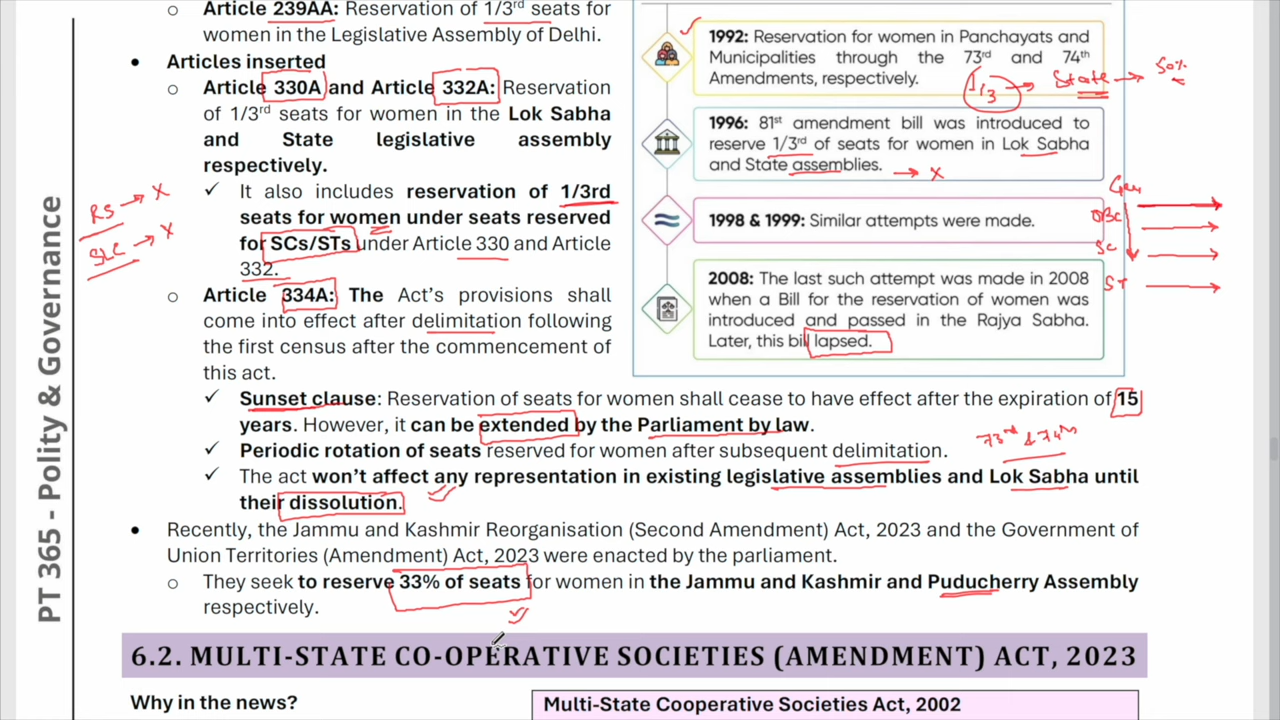 PT 365 - Polity & Governance
○ Article 239AA: Reservation of 1/3rd seats for
women in the Legislative Assembly of Delhi.
• Articles inserted
○ Article 330A and Article 332A: Reservation
of 1/3rd seats for women in the Lok Sabha
and State legislative assembly
respectively.
✓ It also includes reservation of 1/3rd
seats for women under seats reserved
for SCs/STs under Article 330 and Article
332.
RS → X
SLC → X
○ Article 334A: The Act's provisions shall
come into effect after delimitation following
the first census after the commencement of
this act.
1992: Reservation for women in Panchayats and
Municipalities through the 73rd and 74th
Amendments, respectively.
1/3 → State → 50%
1996: 81st amendment bill was introduced to
reserve 1/3rd of seats for women in Lok Sabha
and State assemblies.
→ X
1998 & 1999: Similar attempts were made.
Gen
OBC
SC
ST
2008: The last such attempt was made in 2008
when a Bill for the reservation of women was
introduced and passed in the Rajya Sabha.
Later, this bill lapsed.
✓ Sunset clause: Reservation of seats for women shall cease to have effect after the expiration of 15
years. However, it can be extended by the Parliament by law.
73rd & 74th
✓ Periodic rotation of seats reserved for women after subsequent delimitation.
✓ The act won't affect any representation in existing legislative assemblies and Lok Sabha until
their dissolution.
• Recently, the Jammu and Kashmir Reorganisation (Second Amendment) Act, 2023 and the Government of
Union Territories (Amendment) Act, 2023 were enacted by the parliament.
○ They seek to reserve 33% of seats for women in the Jammu and Kashmir and Puducherry Assembly
respectively.
6.2. MULTI-STATE CO-OPERATIVE SOCIETIES (AMENDMENT) ACT, 2023
Why in the news?
Multi-State Cooperative Societies Act, 2002